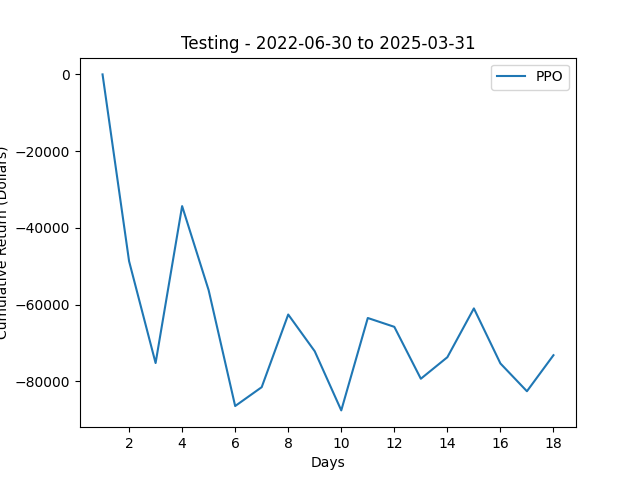 Testing - 2022-06-30 to 2025-03-31
PPO
Cumulative Return (Dollars)
0
−20000
−40000
−60000
−80000
2 4 6 8 10 12 14 16 18
Days